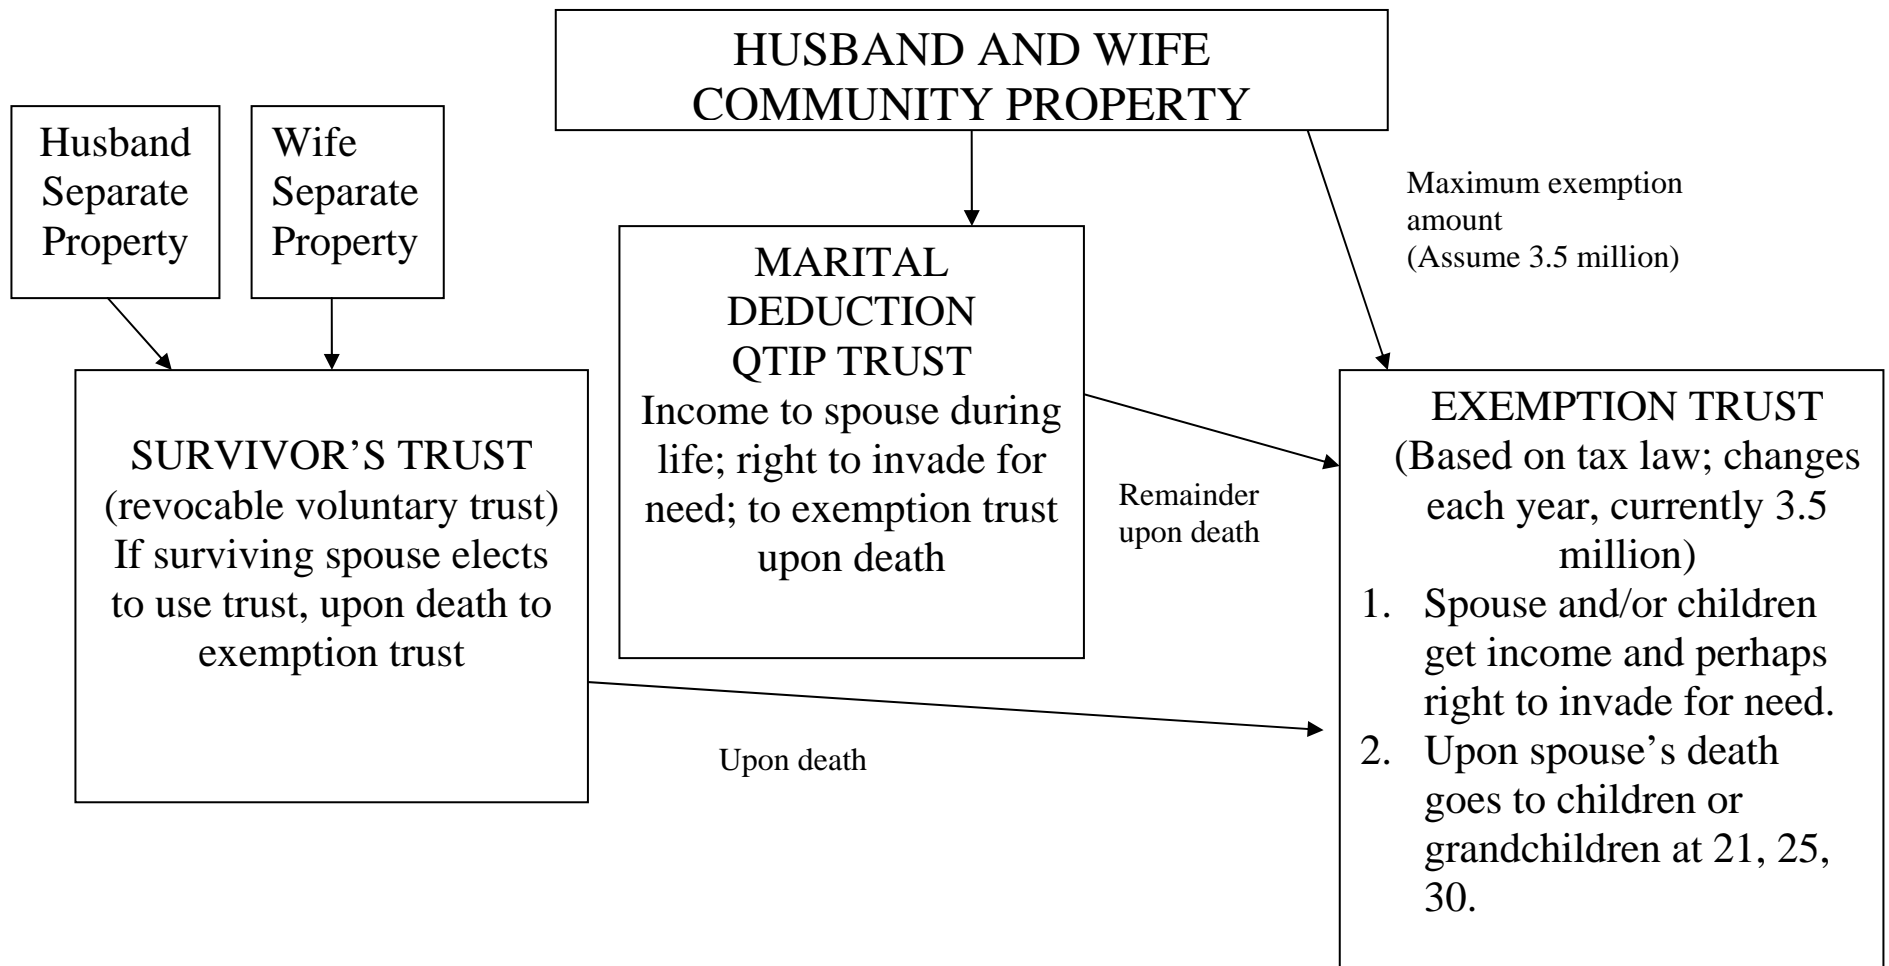 HUSBAND AND WIFE
COMMUNITY PROPERTY
Husband
Separate
Property
Wife
Separate
Property
Maximum exemption
amount
(Assume 3.5 million)
MARITAL
DEDUCTION
QTIP TRUST
Income to spouse during
life; right to invade for
need; to exemption trust
upon death
SURVIVOR’S TRUST
(revocable voluntary trust)
If surviving spouse elects
to use trust, upon death to
exemption trust
Remainder
upon death
Upon death
EXEMPTION TRUST
(Based on tax law; changes
each year, currently 3.5
million)
1. Spouse and/or children
get income and perhaps
right to invade for need.
2. Upon spouse’s death
goes to children or
grandchildren at 21, 25,
30.